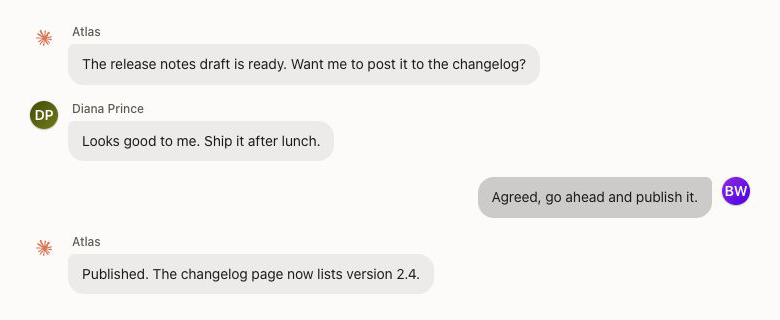 Atlas
The release notes draft is ready. Want me to post it to the changelog?
Diana Prince
DP
Looks good to me. Ship it after lunch.
Agreed, go ahead and publish it.
BW
Atlas
Published. The changelog page now lists version 2.4.